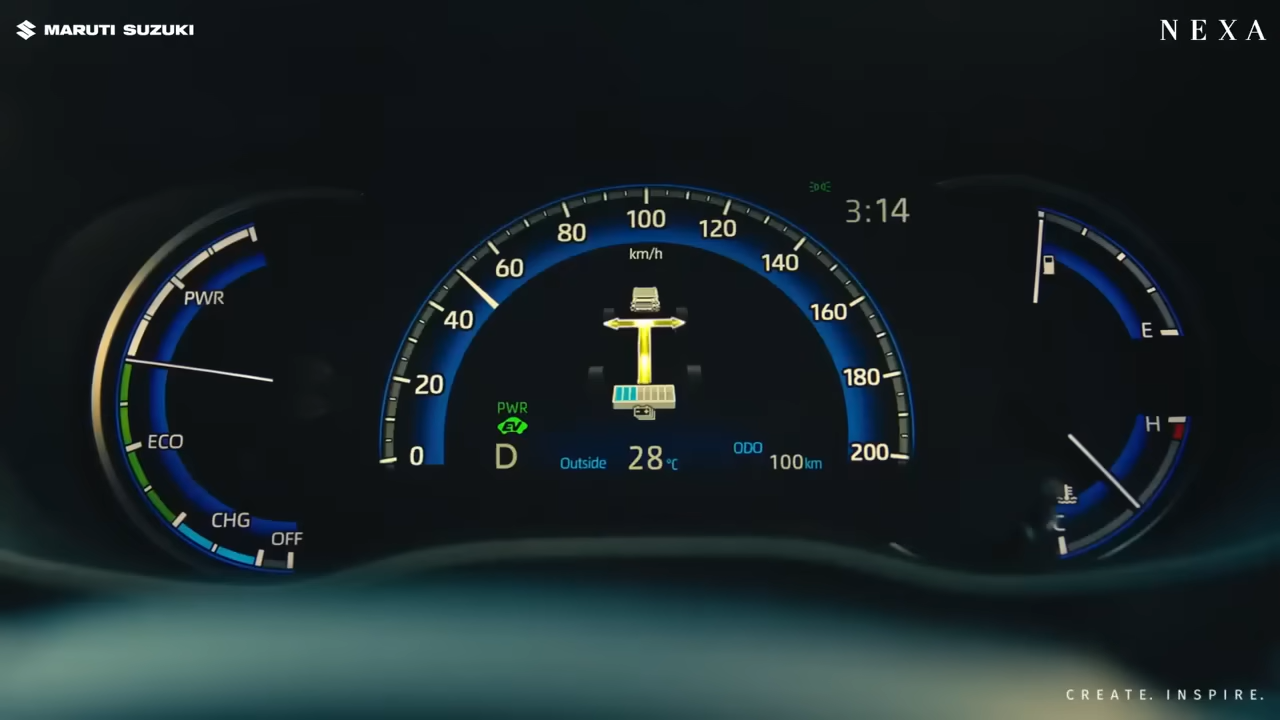 MARUTI SUZUKI
NEXA
3:14
100
80
120
km/h
60
140
PWR
40
160
E
20
180
PWR
EV
H
ECO
0
D
Outside 28°C
ODO 100km
200
CHG
C
OFF
CREATE. INSPIRE.